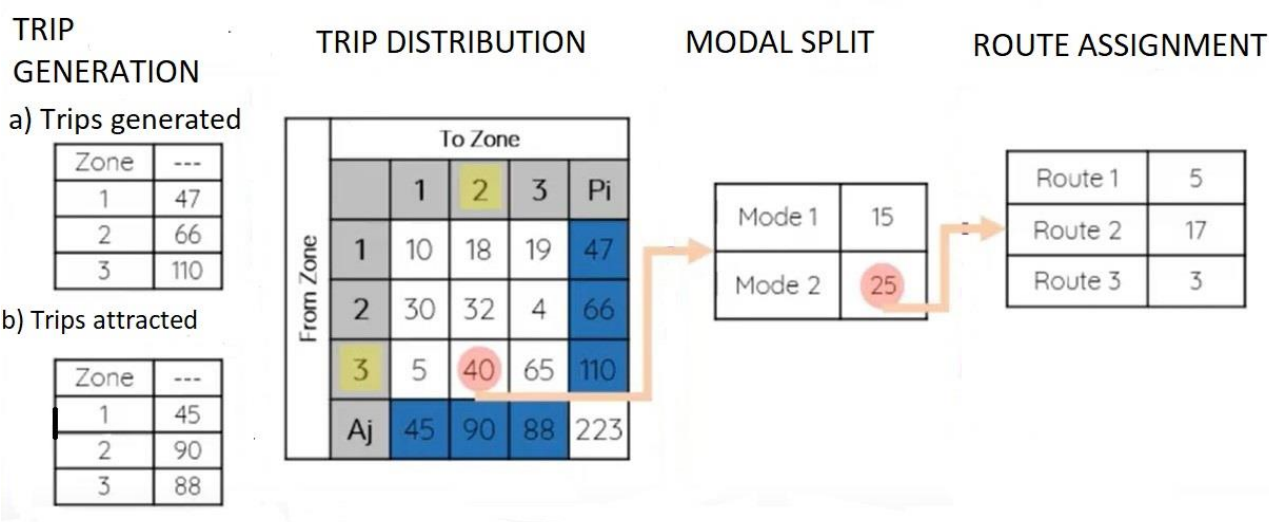 TRIP
GENERATION
a) Trips generated
Zone ---
1 47
2 66
3 110
b) Trips attracted
Zone ---
1 45
2 90
3 88
TRIP DISTRIBUTION
To Zone
From Zone
1 2 3 Pi
1 10 18 19 47
2 30 32 4 66
3 5 40 65 110
Aj 45 90 88 223
MODAL SPLIT
Mode 1 15
Mode 2 25
ROUTE ASSIGNMENT
Route 1 5
Route 2 17
Route 3 3